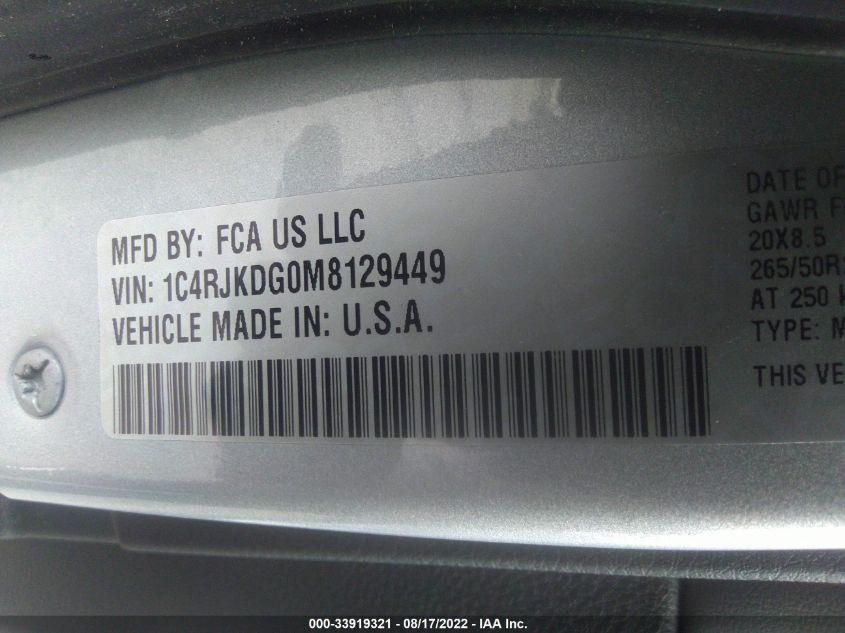 MFD BY: FCA US LLC
VIN: 1C4RJKDG0M8129449
VEHICLE MADE IN: U.S.A.
DATE OF
GAWR
20X8.5
265/50R
AT 250
TYPE:
THIS
000-33919321 - 08/17/2022 - IAA Inc.